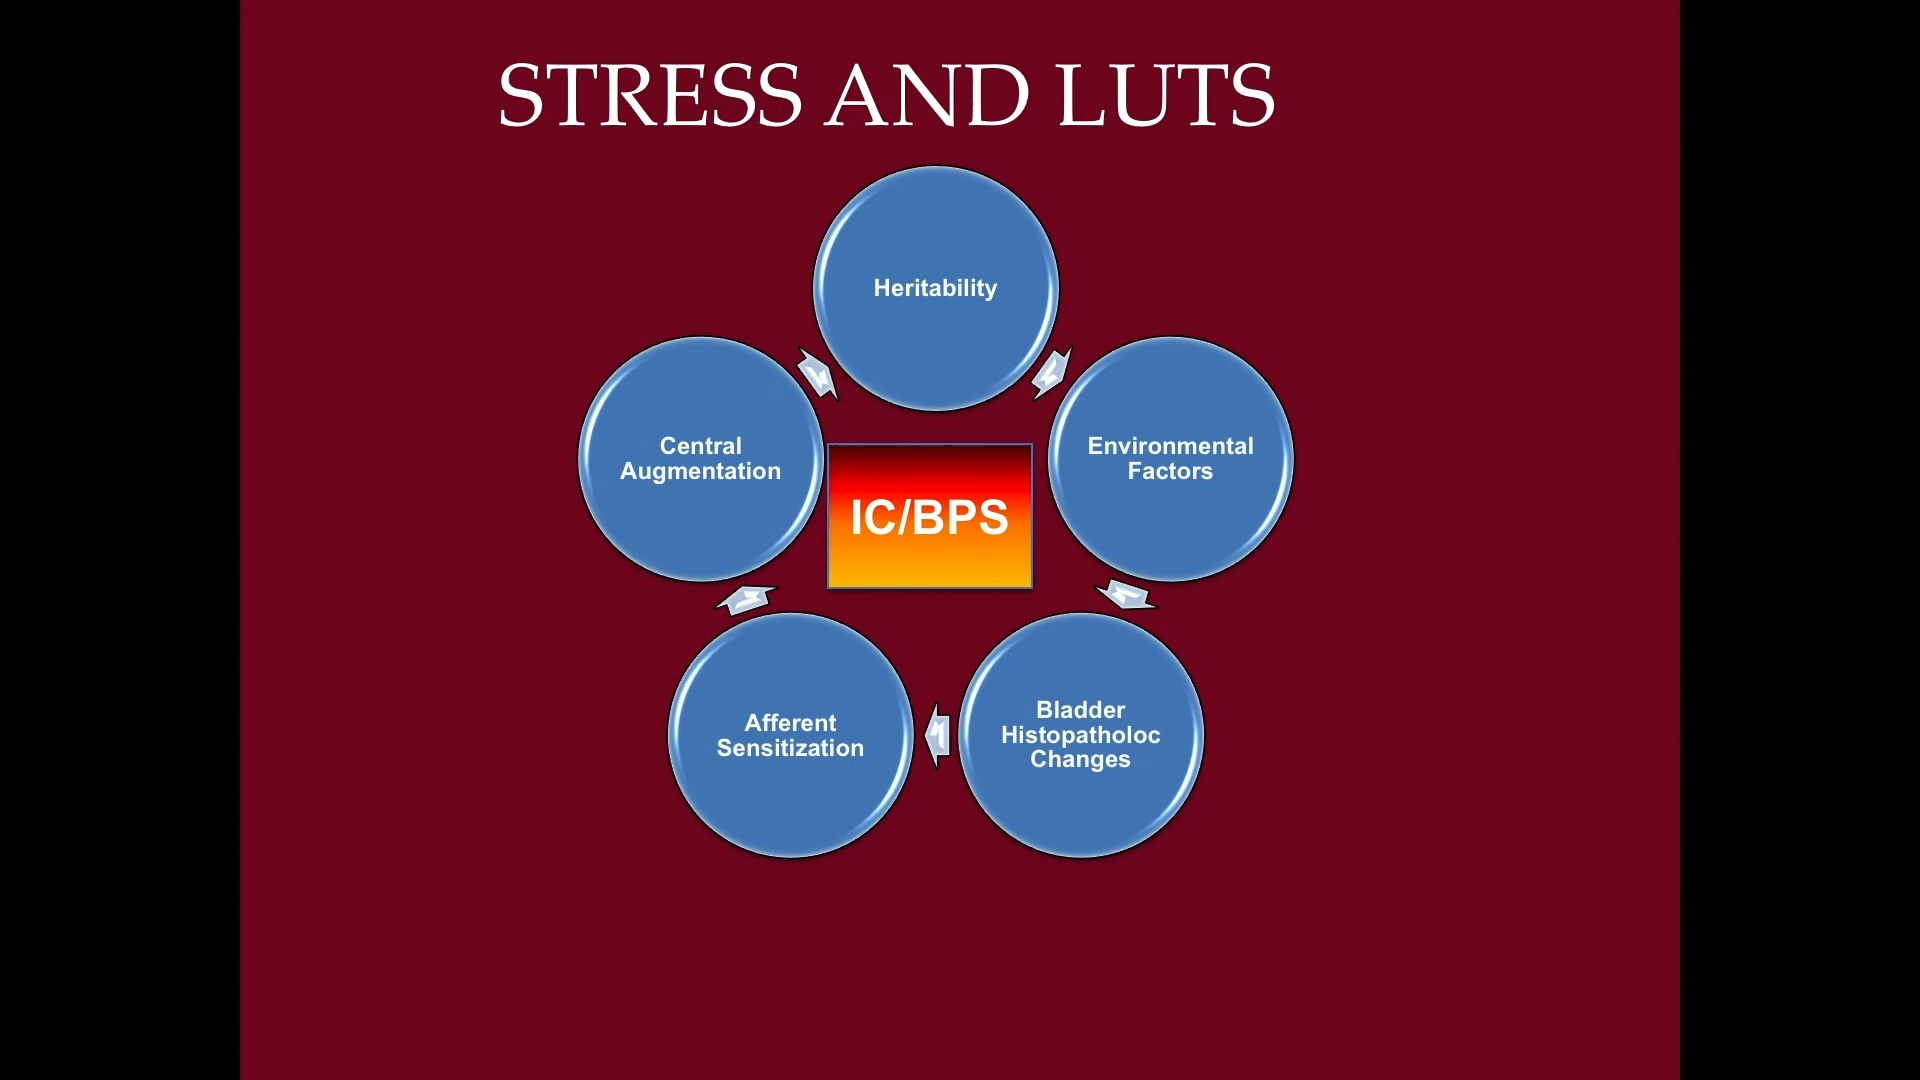 STRESS AND LUTS
Heritability
Central
Augmentation
Environmental
Factors
IC/BPS
Afferent
Sensitization
Bladder
Histopatholoc
Changes